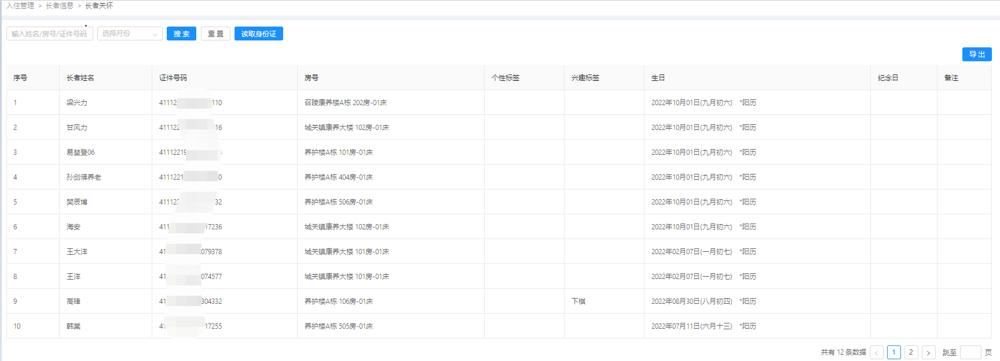 入住管理 > 长者信息 > 长者关怀
输入姓名/房号/证件号码 选择月份 搜 索 重 置 读取身份证
导 出
序号 长者姓名 证件号码 房号 个性标签 兴趣标签 生日 纪念日 备注
1 梁兴力 41112 110 召陵康养楼A栋 202房-01床 2022年10月01日(九月初六) *阳历
2 甘风力 411122 16 城关镇康养大楼 102房-01床 2022年10月01日(九月初六) *阳历
3 易堃登06 41112219 养护楼A栋 101房-01床 2022年10月01日(九月初六) *阳历
4 孙剑佛养老 4111221 0 养护楼A栋 404房-01床 2022年10月01日(九月初六) *阳历
5 樊辰博 41112 32 养护楼A栋 506房-01床 2022年10月01日(九月初六) *阳历
6 海安 411 17236 城关镇康养大楼 102房-01床 2022年10月01日(九月初六) *阳历
7 王大洋 41 079378 城关镇康养大楼 101房-01床 2022年02月07日(一月初七) *阳历
8 王洋 41 074577 城关镇康养大楼 101房-01床 2022年02月07日(一月初七) *阳历
9 高锋 41 304332 养护楼A栋 106房-01床 下棋 2022年08月30日(八月初四) *阳历
10 韩棠 41 17255 养护楼A栋 505房-01床 2022年07月11日(六月十三) *阳历
共有 12 条数据 < 1 2 > 跳至 页